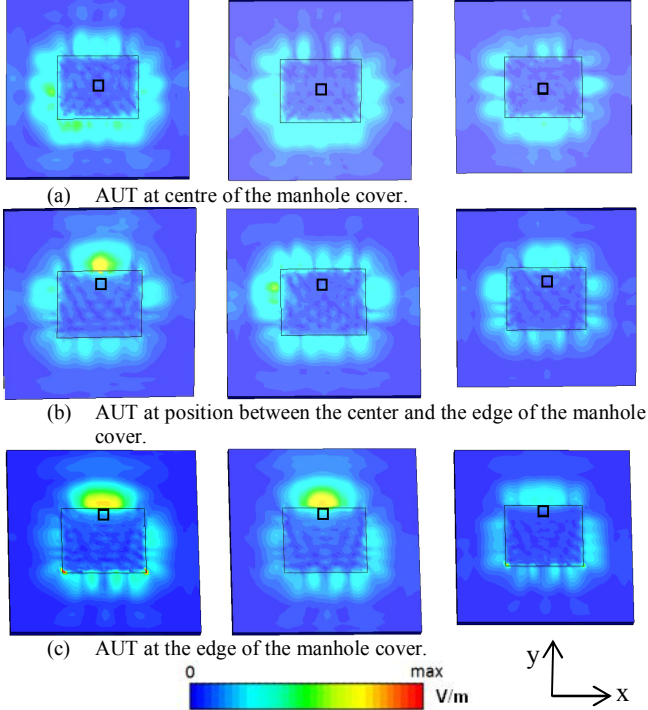 (a) AUT at centre of the manhole cover.
(b) AUT at position between the center and the edge of the manhole
cover.
(c) AUT at the edge of the manhole cover.
0 max
V/m
y
x